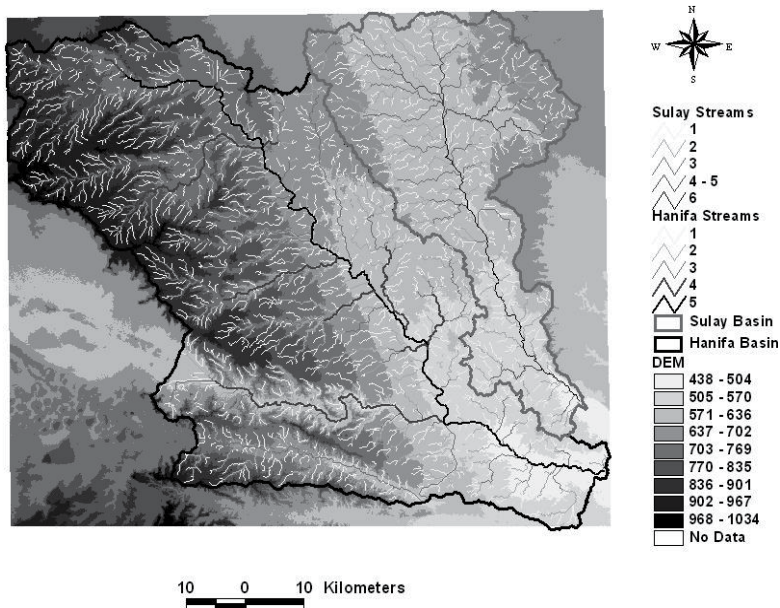 N
W E
S
Sulay Streams
1
2
3
4 - 5
6
Hanifa Streams
1
2
3
4
5
Sulay Basin
Hanifa Basin
DEM
438 - 504
505 - 570
571 - 636
637 - 702
703 - 769
770 - 835
836 - 901
902 - 967
968 - 1034
No Data
10 0 10 Kilometers